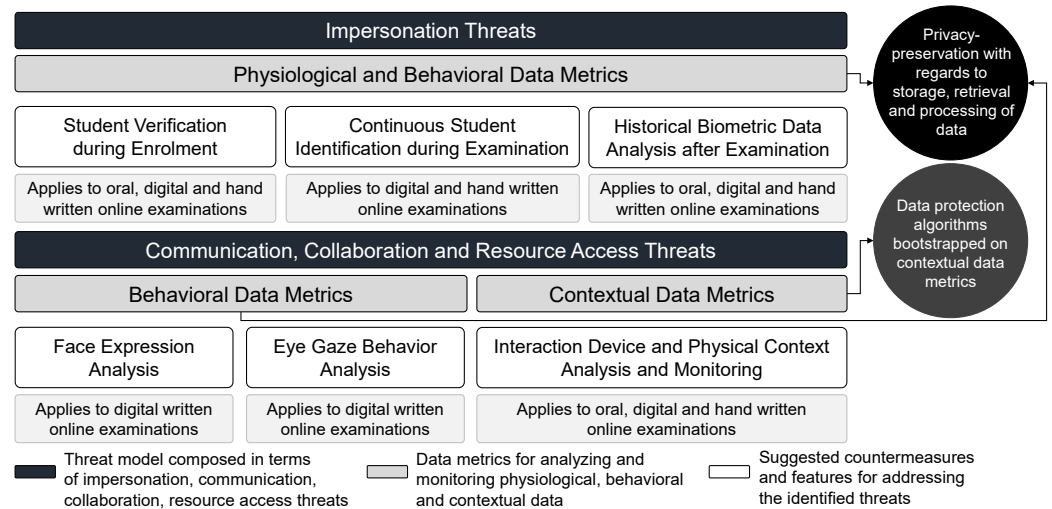 Impersonation Threats
Physiological and Behavioral Data Metrics
Privacy-
preservation with
regards to
storage, retrieval
and processing of
data
Student Verification
during Enrolment
Continuous Student
Identification during Examination
Historical Biometric Data
Analysis after Examination
Applies to oral, digital and hand
written online examinations
Applies to digital and hand written
online examinations
Applies to oral, digital and hand
written online examinations
Communication, Collaboration and Resource Access Threats
Data protection
algorithms
bootstrapped on
contextual data
metrics
Behavioral Data Metrics
Contextual Data Metrics
Face Expression
Analysis
Eye Gaze Behavior
Analysis
Interaction Device and Physical Context
Analysis and Monitoring
Applies to digital written
online examinations
Applies to digital written
online examinations
Applies to oral, digital and hand written
online examinations
Threat model composed in terms
of impersonation, communication,
collaboration, resource access threats
Data metrics for analyzing and
monitoring physiological, behavioral
and contextual data
Suggested countermeasures
and features for addressing
the identified threats